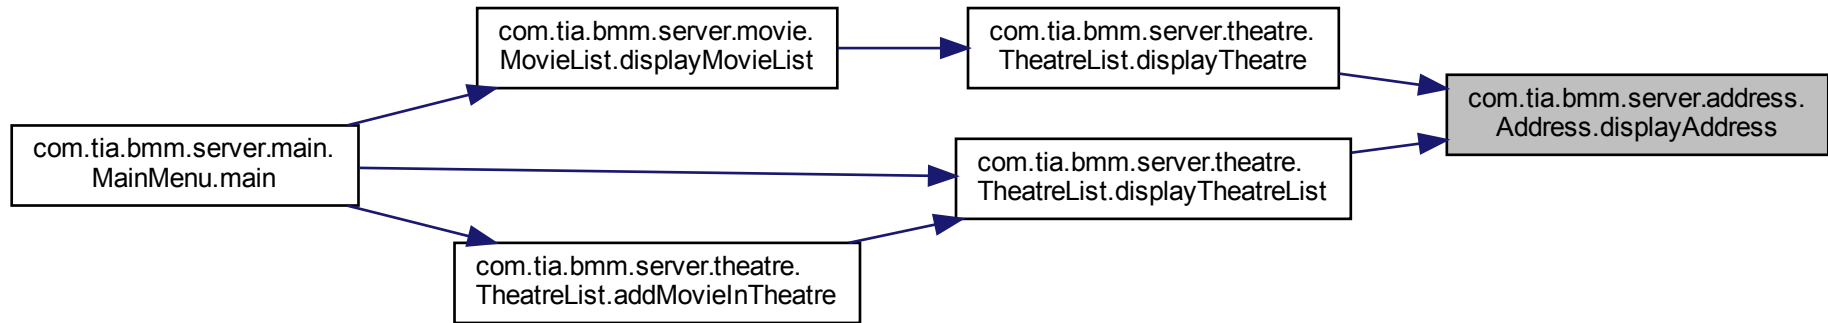 com.tia.bmm.server.movie.
MovieList.displayMovieList
com.tia.bmm.server.theatre.
TheatreList.displayTheatre
com.tia.bmm.server.address.
Address.displayAddress
com.tia.bmm.server.main.
MainMenu.main
com.tia.bmm.server.theatre.
TheatreList.displayTheatreList
com.tia.bmm.server.theatre.
TheatreList.addMovieInTheatre